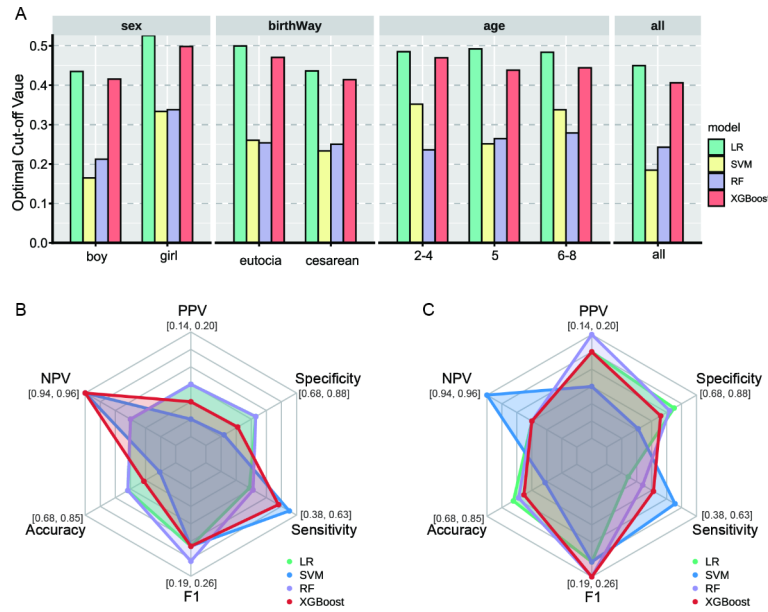 A
sex
birthWay
age
all
Optimal Cut-off Vaue
0.5
0.4
0.3
0.2
0.1
0.0
boy
girl
eutocia
cesarean
2-4
5
6-8
all
model
LR
SVM
RF
XGBoost
B
PPV
[0.14, 0.20]
NPV
[0.94, 0.96]
Specificity
[0.68, 0.88]
[0.68, 0.85]
Accuracy
[0.38, 0.63]
Sensitivity
[0.19, 0.26]
F1
LR
SVM
RF
XGBoost
C
PPV
[0.14, 0.20]
NPV
[0.94, 0.96]
Specificity
[0.68, 0.88]
[0.68, 0.85]
Accuracy
[0.38, 0.63]
Sensitivity
[0.19, 0.26]
F1
LR
SVM
RF
XGBoost